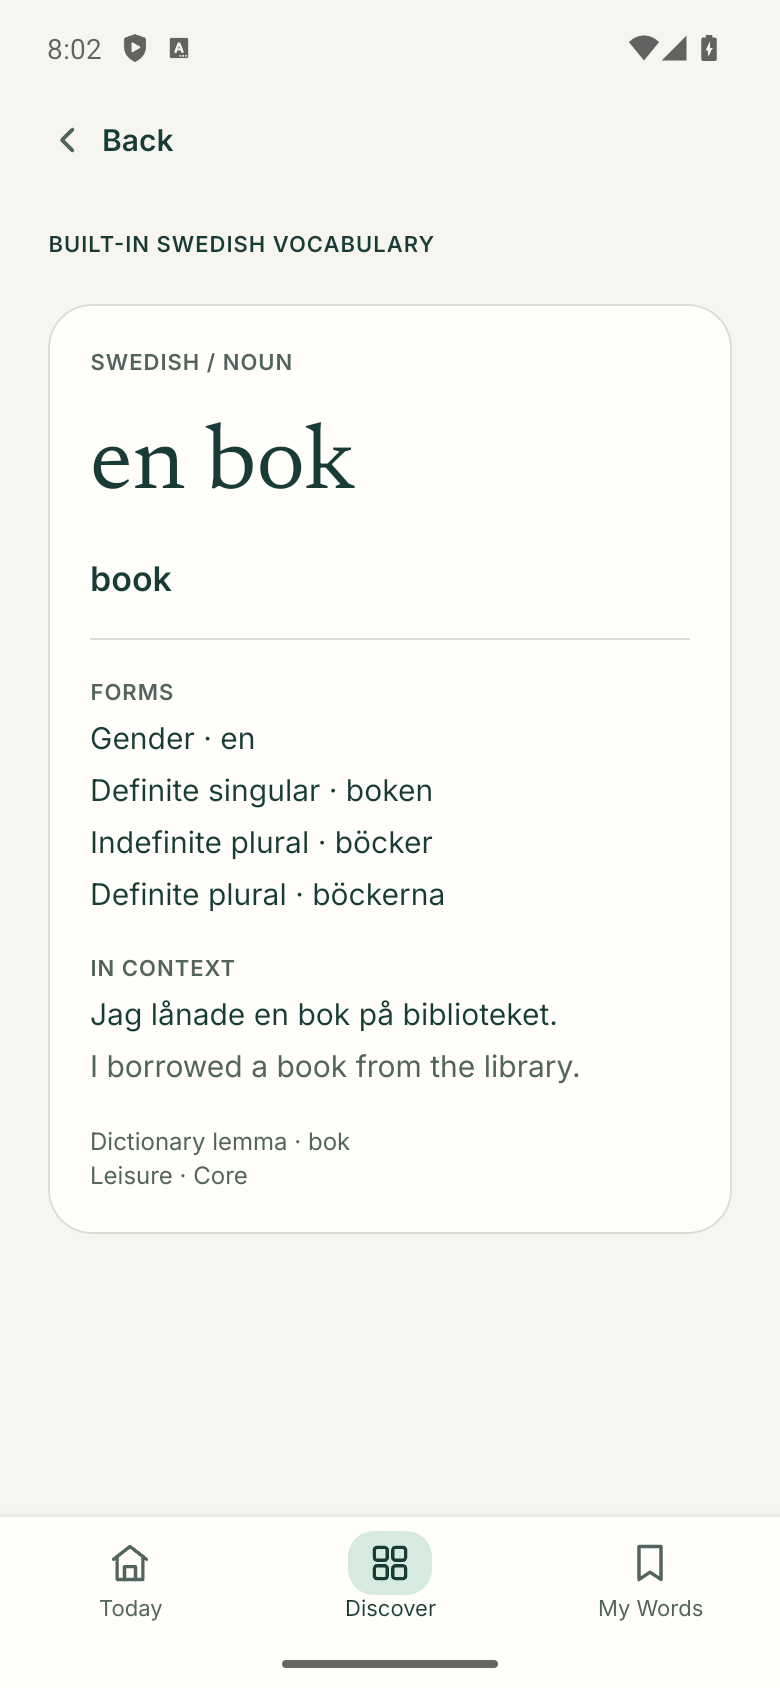 8:02
Back
BUILT-IN SWEDISH VOCABULARY
SWEDISH / NOUN
en bok
book
FORMS
Gender · en
Definite singular · boken
Indefinite plural · böcker
Definite plural · böckerna
IN CONTEXT
Jag lånade en bok på biblioteket.
I borrowed a book from the library.
Dictionary lemma · bok
Leisure · Core
Today
Discover
My Words